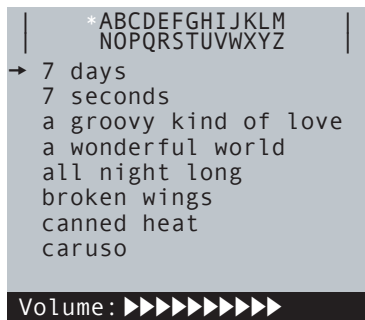 *ABCDEFGHIJKLM
NOPQRSTUVWXYZ
7 days
7 seconds
a groovy kind of love
a wonderful world
all night long
broken wings
canned heat
caruso
Volume: